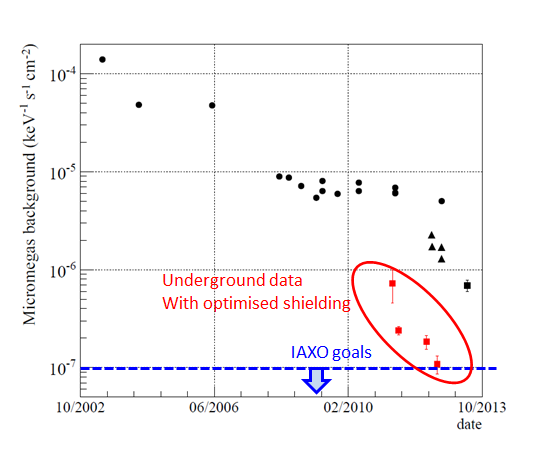 Micromegas background (keV⁻¹ s⁻¹ cm⁻²)
10⁻⁴
10⁻⁵
10⁻⁶
Underground data
With optimised shielding
IAXO goals
10⁻⁷
10/2002
06/2006
02/2010
10/2013
date